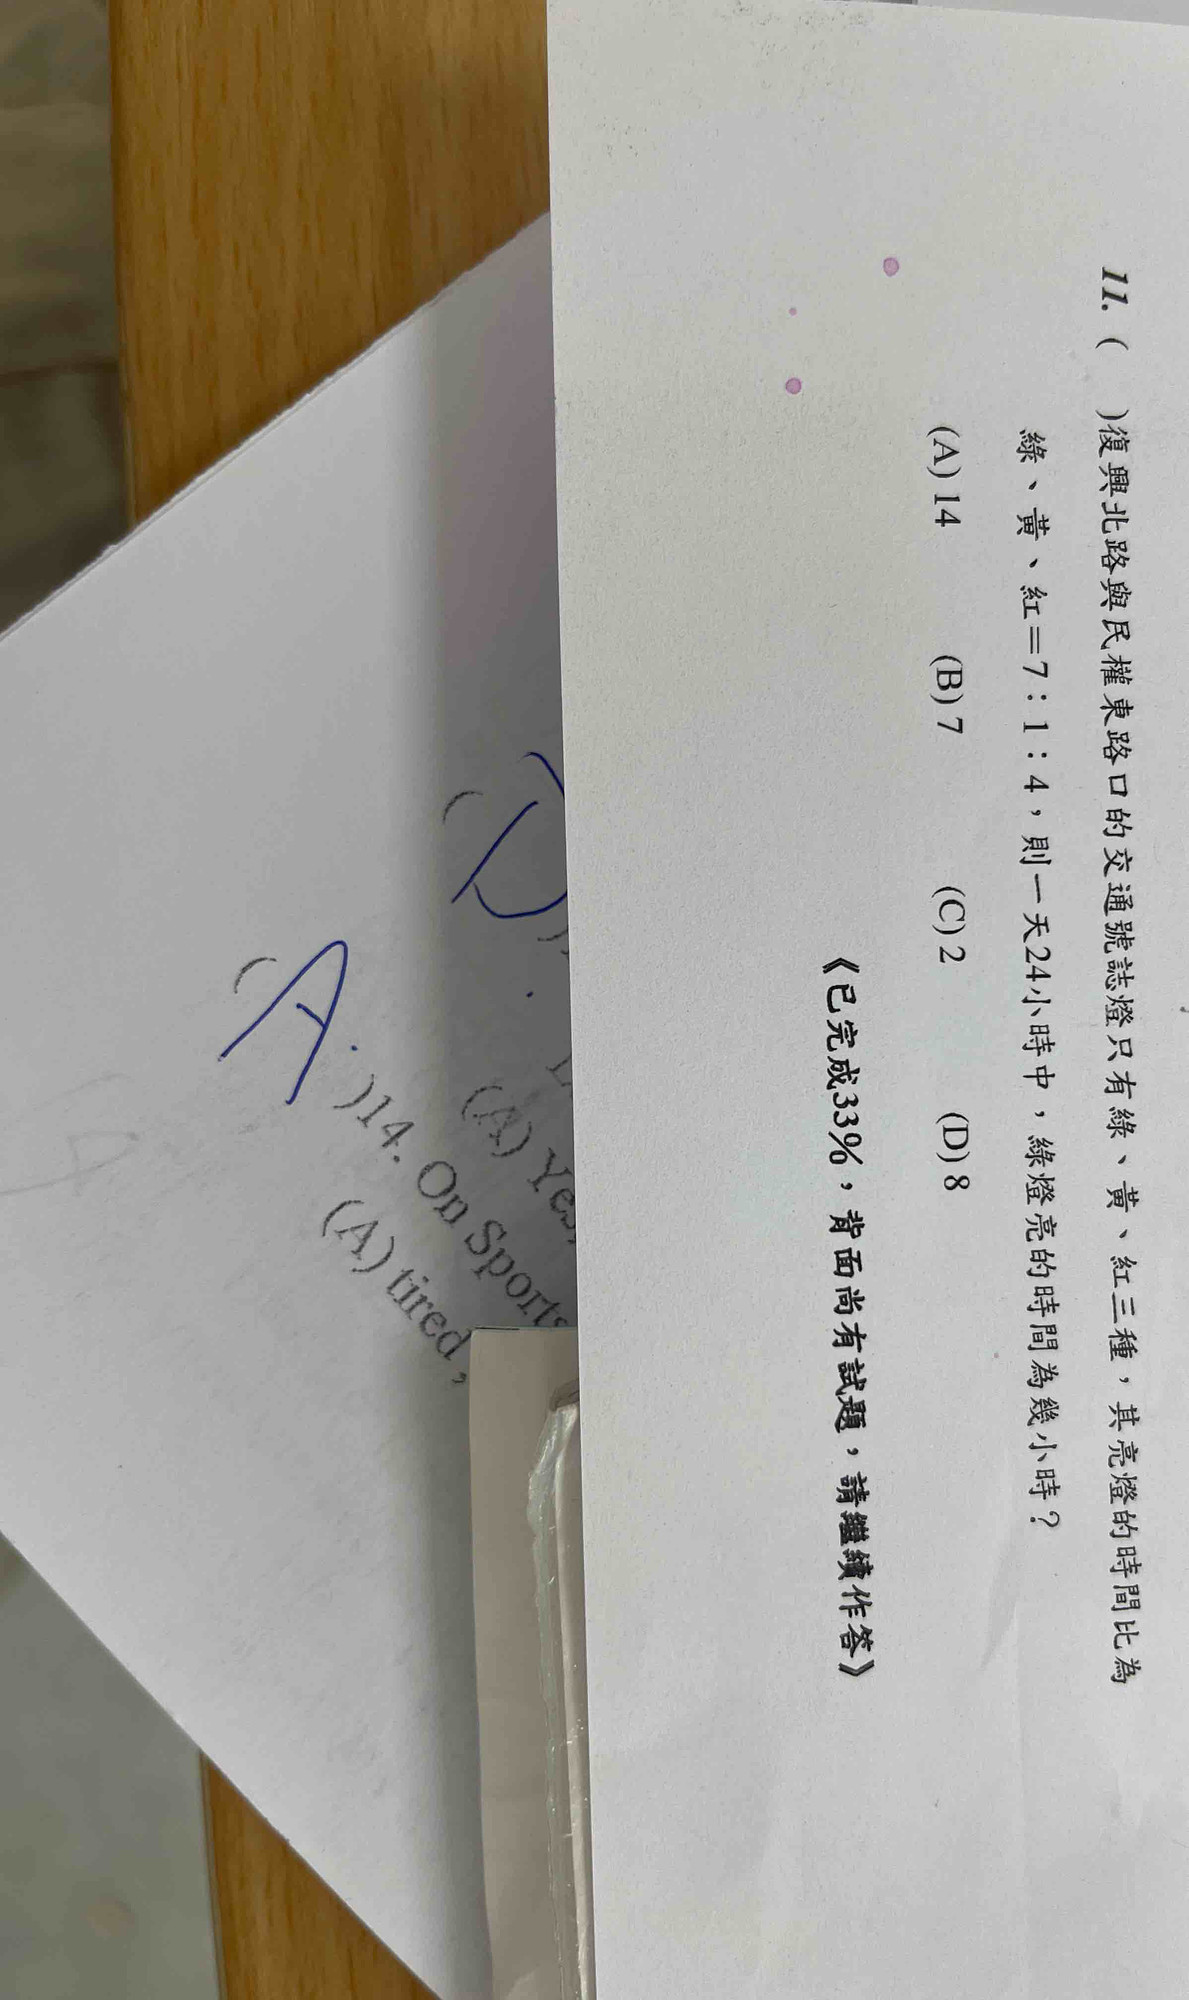 11. (　)復興北路與民權東路口的交通號誌燈只有綠、黃、紅三種，其亮燈的時間比為
綠、黃、紅＝7：1：4，則一天24小時中，綠燈亮的時間為幾小時？
(A) 14 (B) 7 (C) 2 (D) 8
《已完成33%，背面尚有試題，請繼續作答》
(D)
(A) Yes,
(A)14. On Sports
(A) tired,